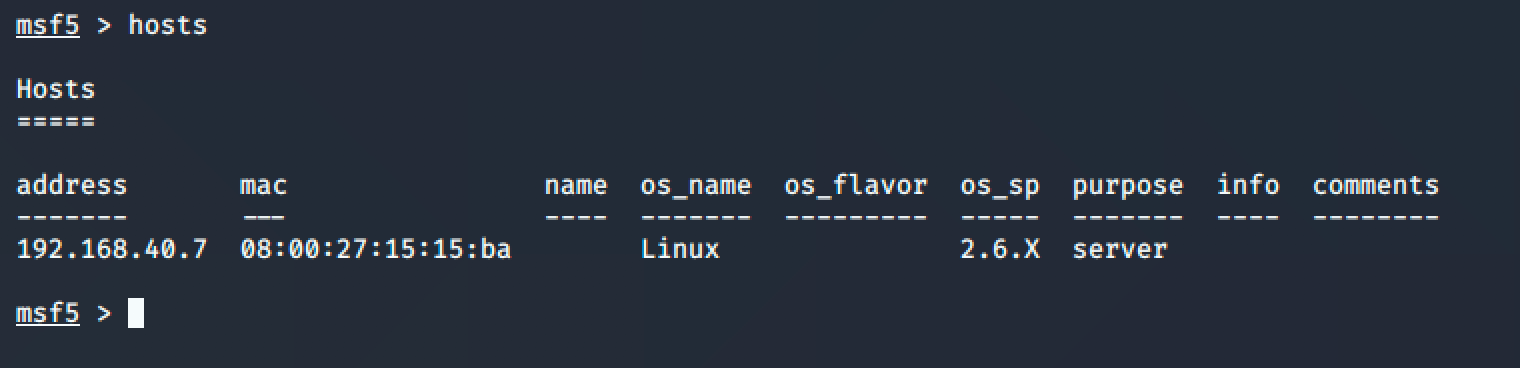 msf5 > hosts
Hosts
=====
address       mac                name  os_name  os_flavor  os_sp  purpose  info  comments
-------       ---                ----  -------  ---------  -----  -------  ----  --------
192.168.40.7  08:00:27:15:15:ba        Linux               2.6.X  server
msf5 >